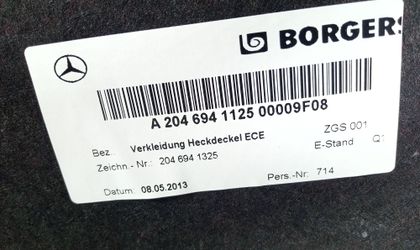 BORGERS
A 204 694 1125 00009F08
Bez.: Verkleidung Heckdeckel ECE
ZGS 001
Zeichn.- Nr.: 204 694 1325
E-Stand
Datum: 08.05.2013
Pers.-Nr: 714